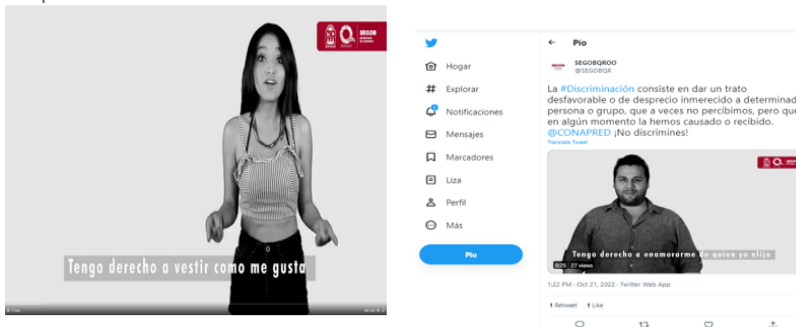 SEGOB
Tengo derecho a vestir como me gusta
Pio
Hogar
Explorar
Notificaciones
Mensajes
Marcadores
Liza
Perfil
Más
Pio
SEGOBQROO
@SEGOBQR
La #Discriminación consiste en dar un trato
desfavorable o de desprecio inmerecido a determinad
persona o grupo, que a veces no percibimos, pero que
en algún momento la hemos causado o recibido.
@CONAPRED ¡No discrimines!
Translate Tweet
Tengo derecho a enamorarme de quien yo elija
0:25 27 views
1:22 PM · Oct 21, 2022 · Twitter Web App
1 Retweet 1 Like